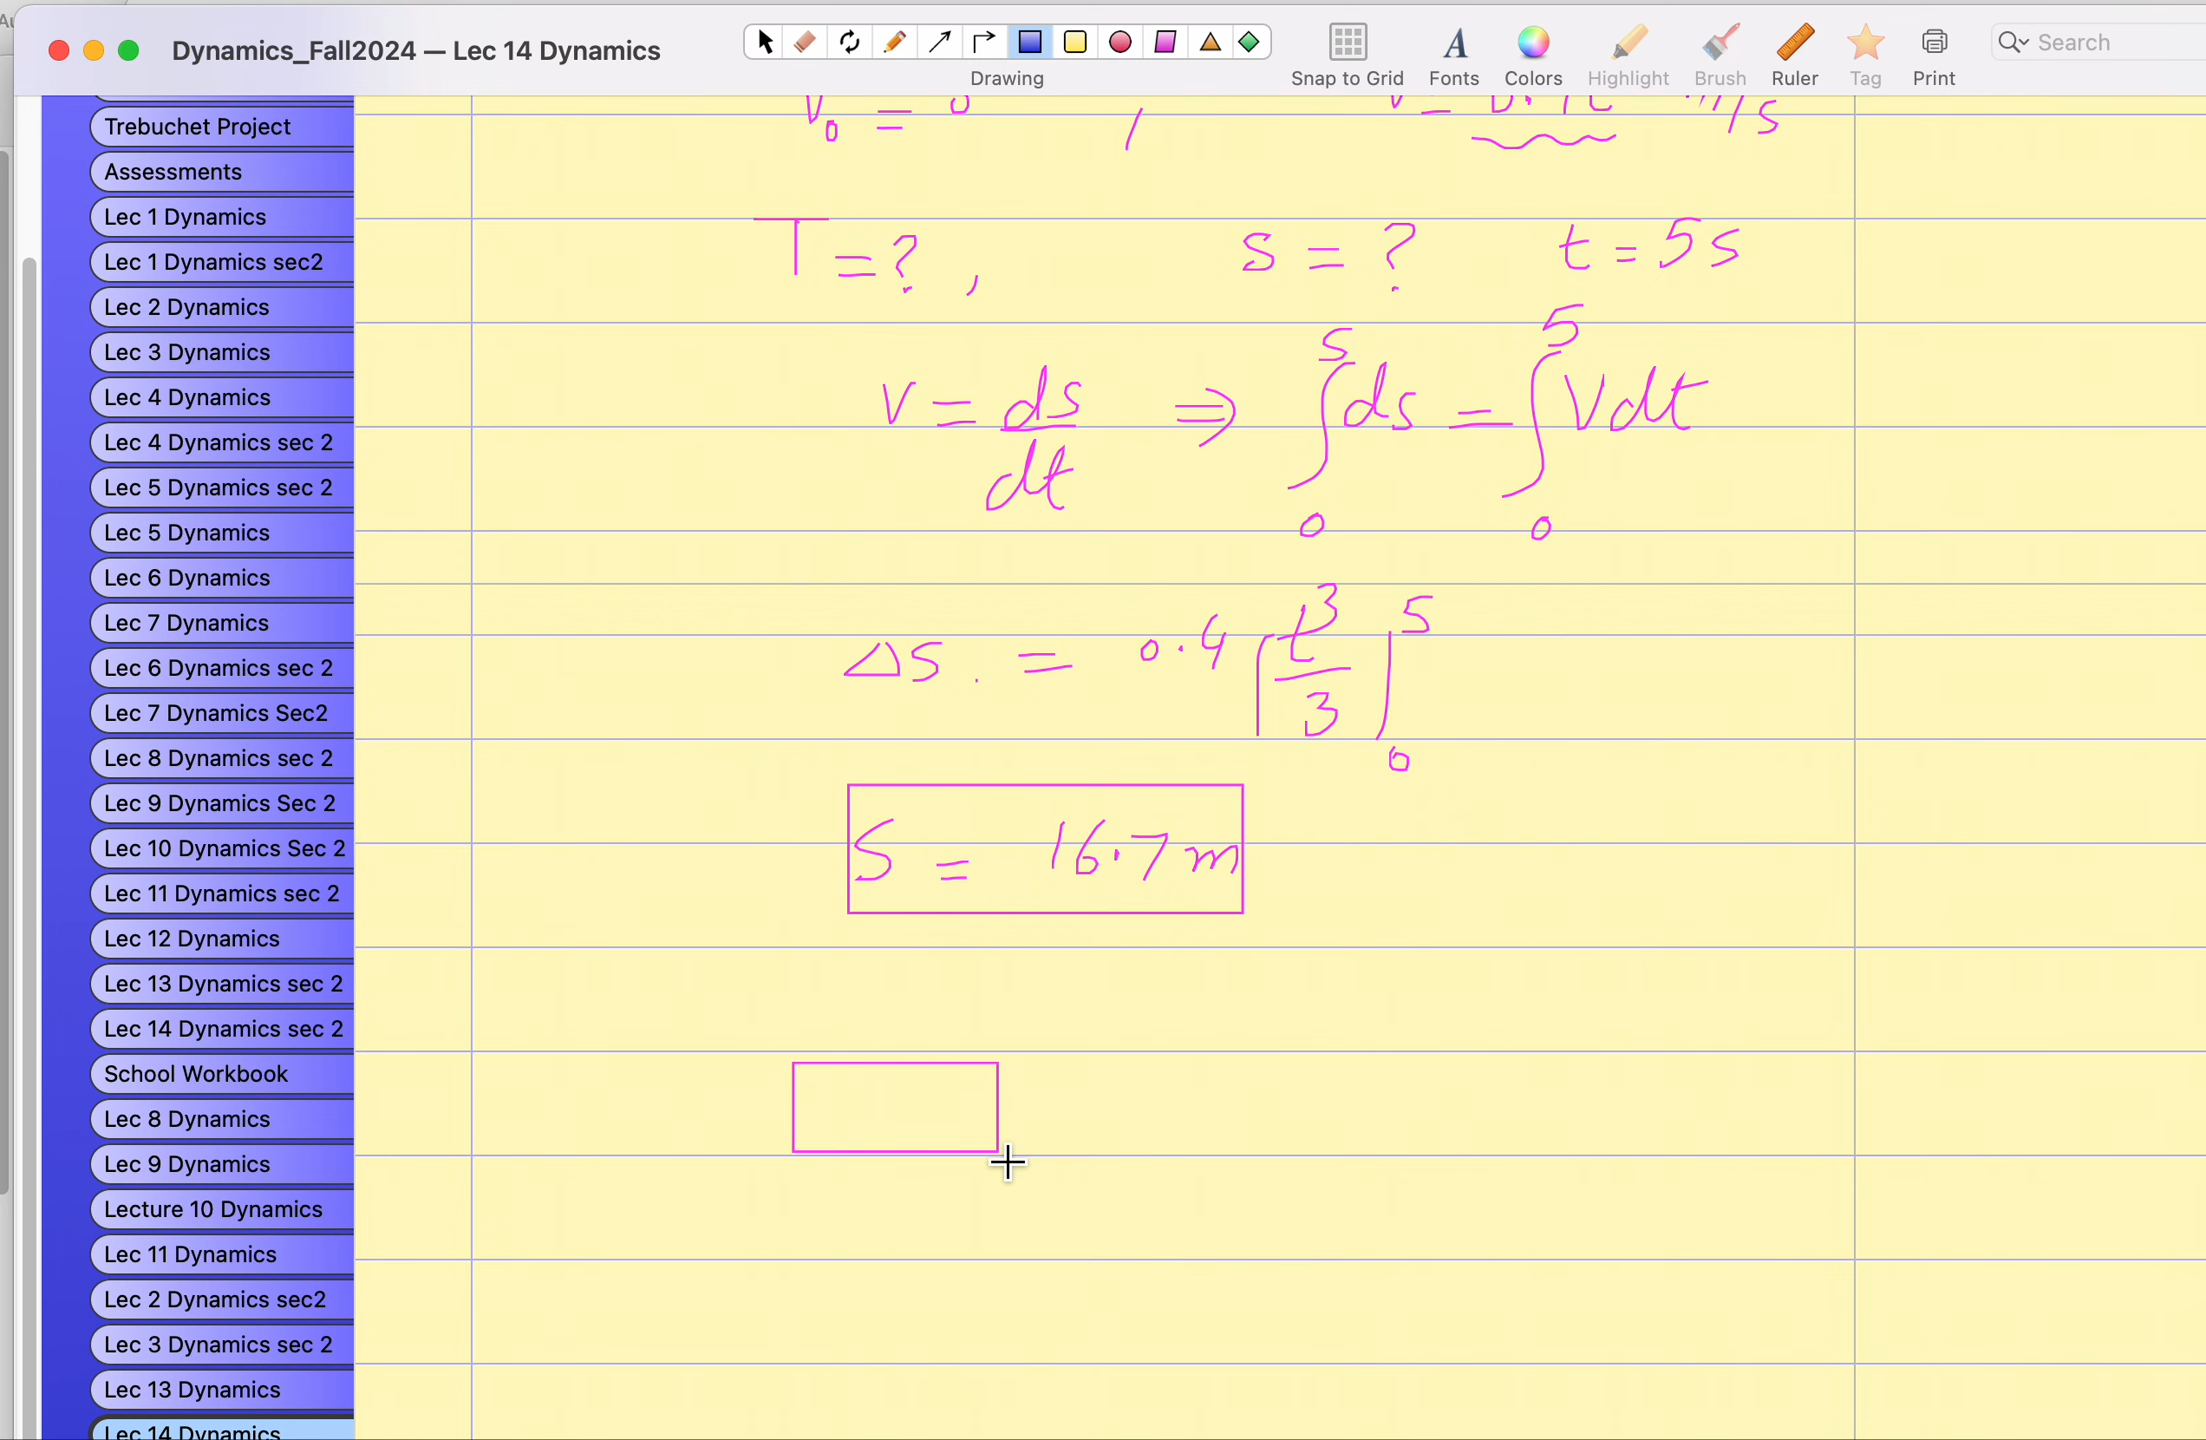 Dynamics_Fall2024 — Lec 14 Dynamics
Drawing
Snap to Grid
Fonts
Colors
Highlight
Brush
Ruler
Tag
Print
Search
Trebuchet Project
Assessments
Lec 1 Dynamics
Lec 1 Dynamics sec2
Lec 2 Dynamics
Lec 3 Dynamics
Lec 4 Dynamics
Lec 4 Dynamics sec 2
Lec 5 Dynamics sec 2
Lec 5 Dynamics
Lec 6 Dynamics
Lec 7 Dynamics
Lec 6 Dynamics sec 2
Lec 7 Dynamics Sec2
Lec 8 Dynamics sec 2
Lec 9 Dynamics Sec 2
Lec 10 Dynamics Sec 2
Lec 11 Dynamics sec 2
Lec 12 Dynamics
Lec 13 Dynamics sec 2
Lec 14 Dynamics sec 2
School Workbook
Lec 8 Dynamics
Lec 9 Dynamics
Lecture 10 Dynamics
Lec 11 Dynamics
Lec 2 Dynamics sec2
Lec 3 Dynamics sec 2
Lec 13 Dynamics
Lec 14 Dynamics
V₀ = 0 ,
T = ? , s = ? t = 5s
v = ds/dt ⇒ ∫₀ˢ ds = ∫₀⁵ V dt
Δs. = 0.4 [t³/3]₀⁵
S = 16.7 m